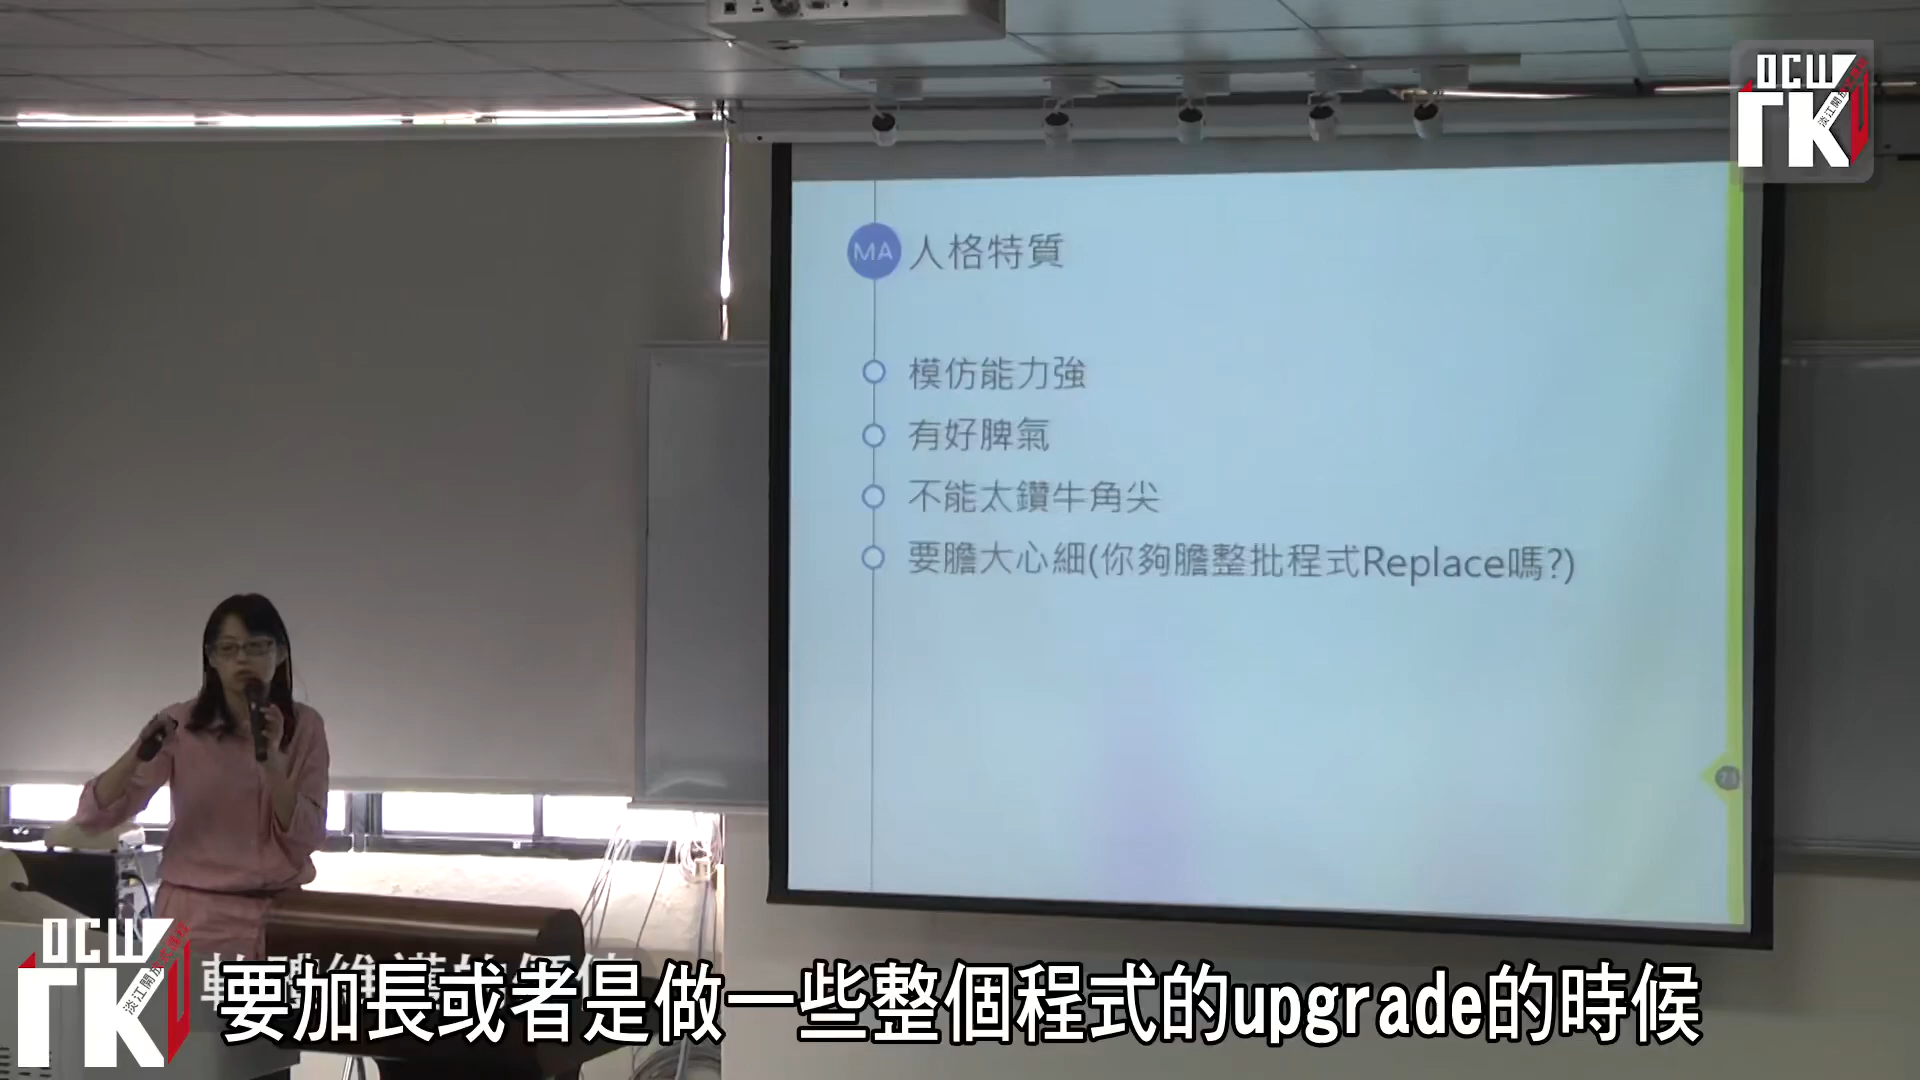 OCW
TKU
淡江開放式課程
MA 人格特質
模仿能力強
有好脾氣
不能太鑽牛角尖
要膽大心細(你夠膽整批程式Replace嗎?)
OCW
TKU
淡江開放式課程
要加長或者是做一些整個程式的upgrade的時候